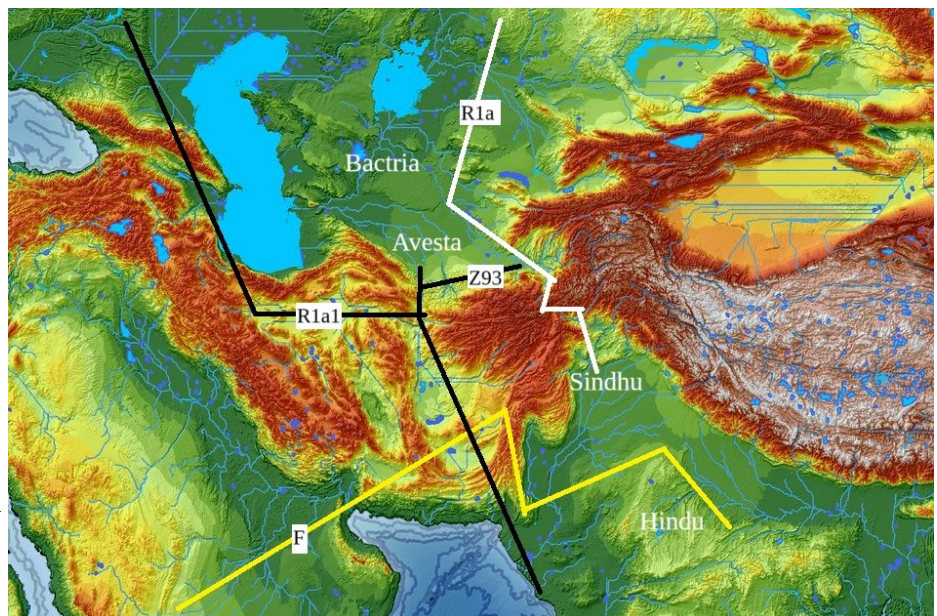 R1a
Bactria
Avesta
Z93
R1a1
Sindhu
Hindu
F